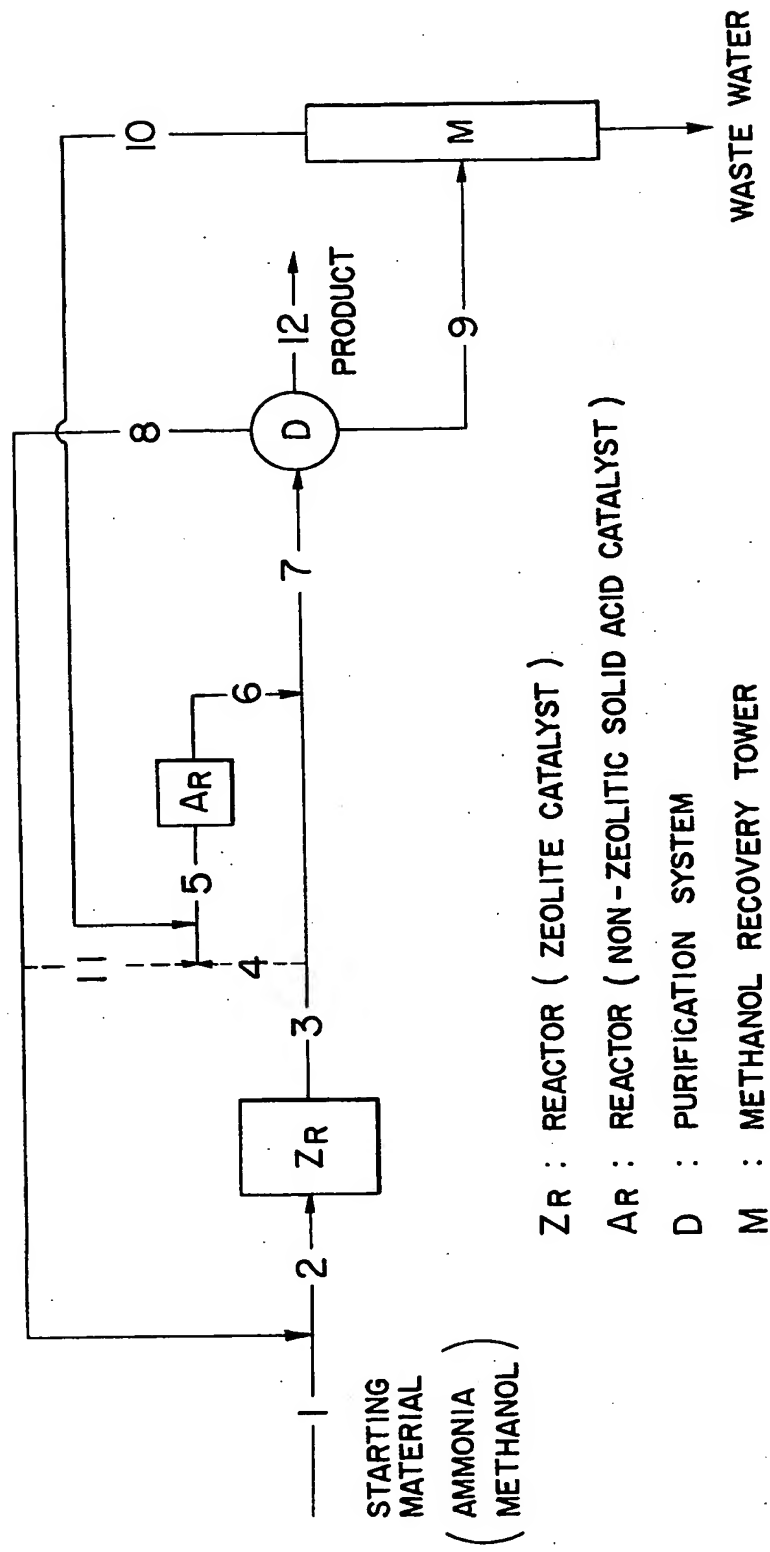 STARTING
MATERIAL
( AMMONIA
METHANOL )
1
2
ZR
3
4
11
5
AR
6
7
8
D
12
PRODUCT
9
10
M
WASTE WATER
ZR : REACTOR ( ZEOLITE CATALYST )
AR : REACTOR ( NON-ZEOLITIC SOLID ACID CATALYST )
D : PURIFICATION SYSTEM
M : METHANOL RECOVERY TOWER